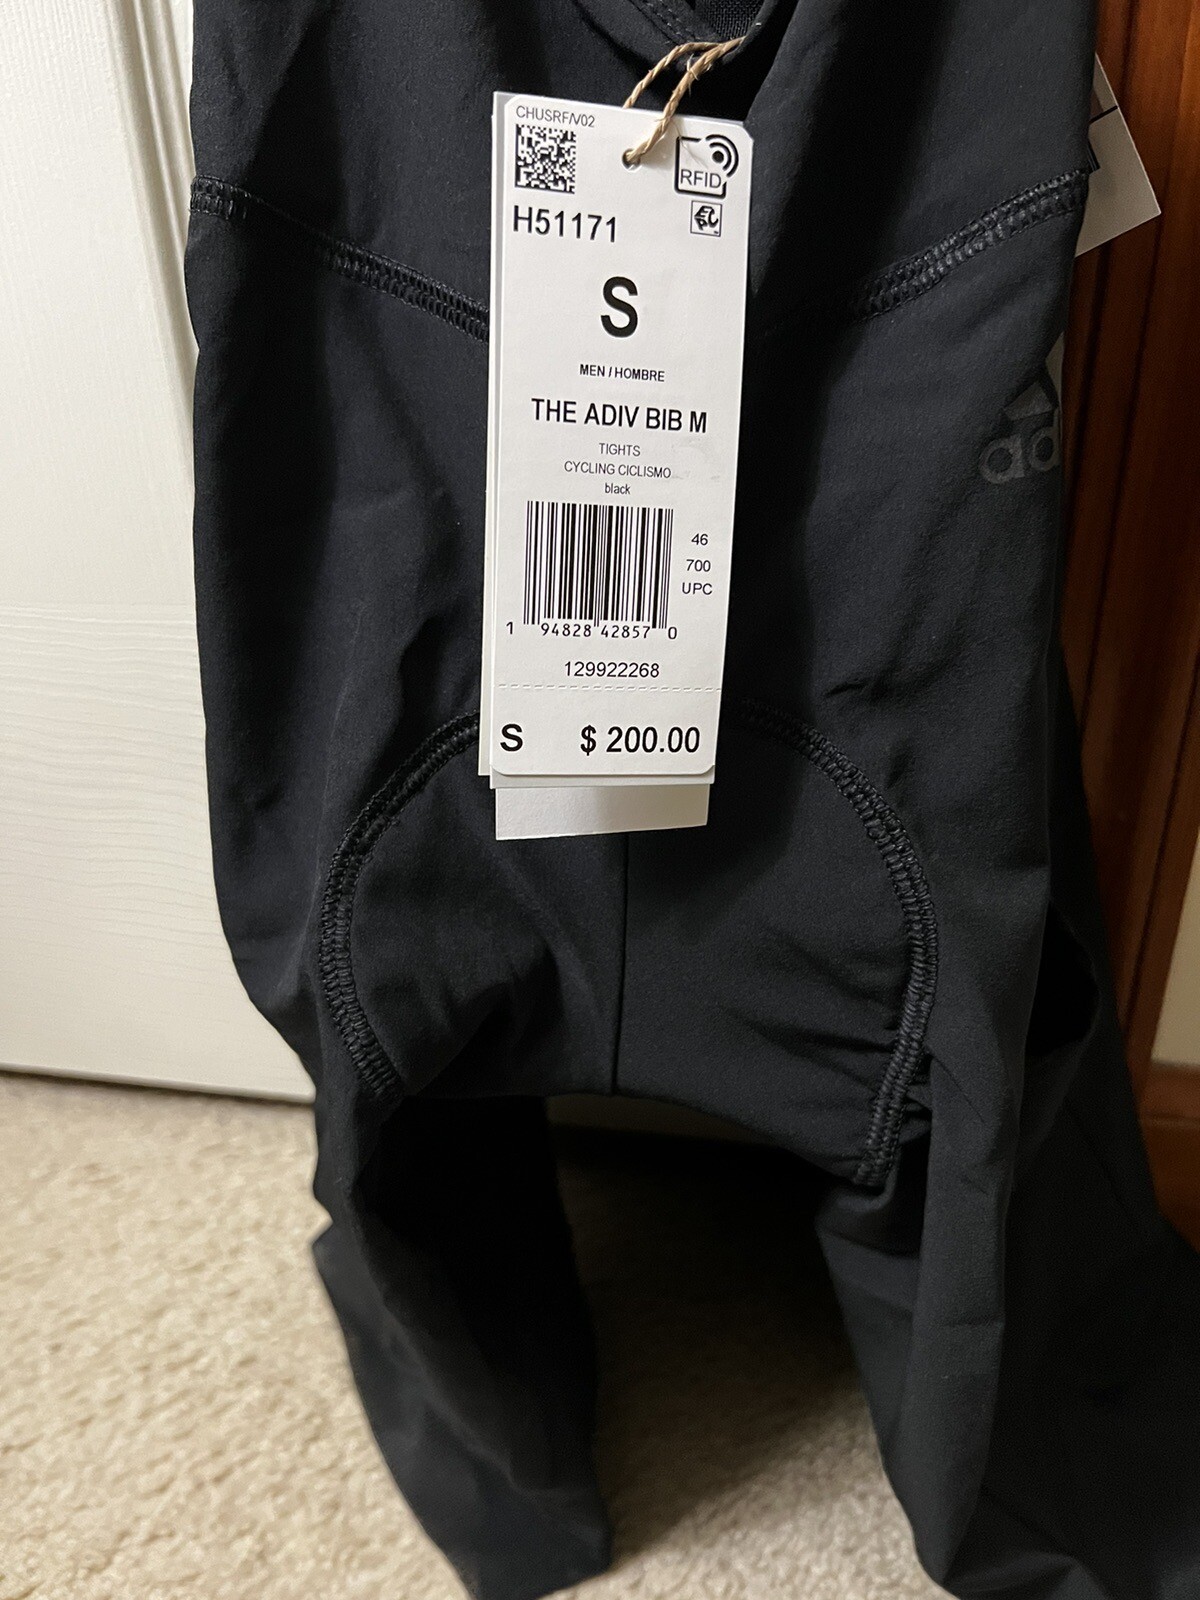 CHUSRF/V02
RFID
H51171
S
MEN / HOMBRE
THE ADIV BIB M
TIGHTS
CYCLING CICLISMO
black
46
700
UPC
1 94828 42857 0
129922268
S $ 200.00
ad